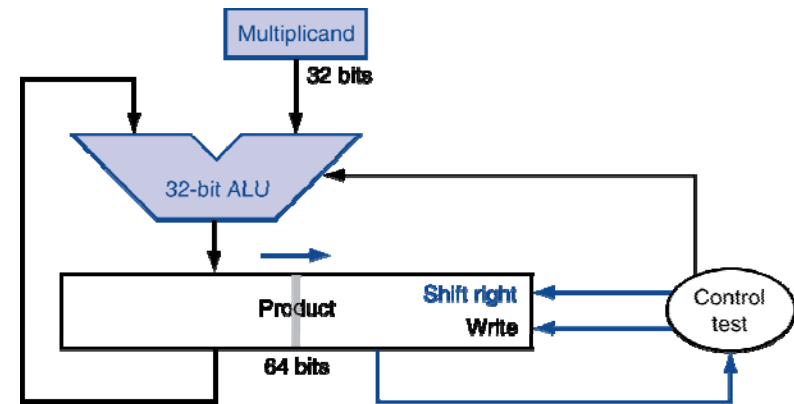 Multiplicand
32 bits
32-bit ALU
Product
Shift right
Write
64 bits
Control
test